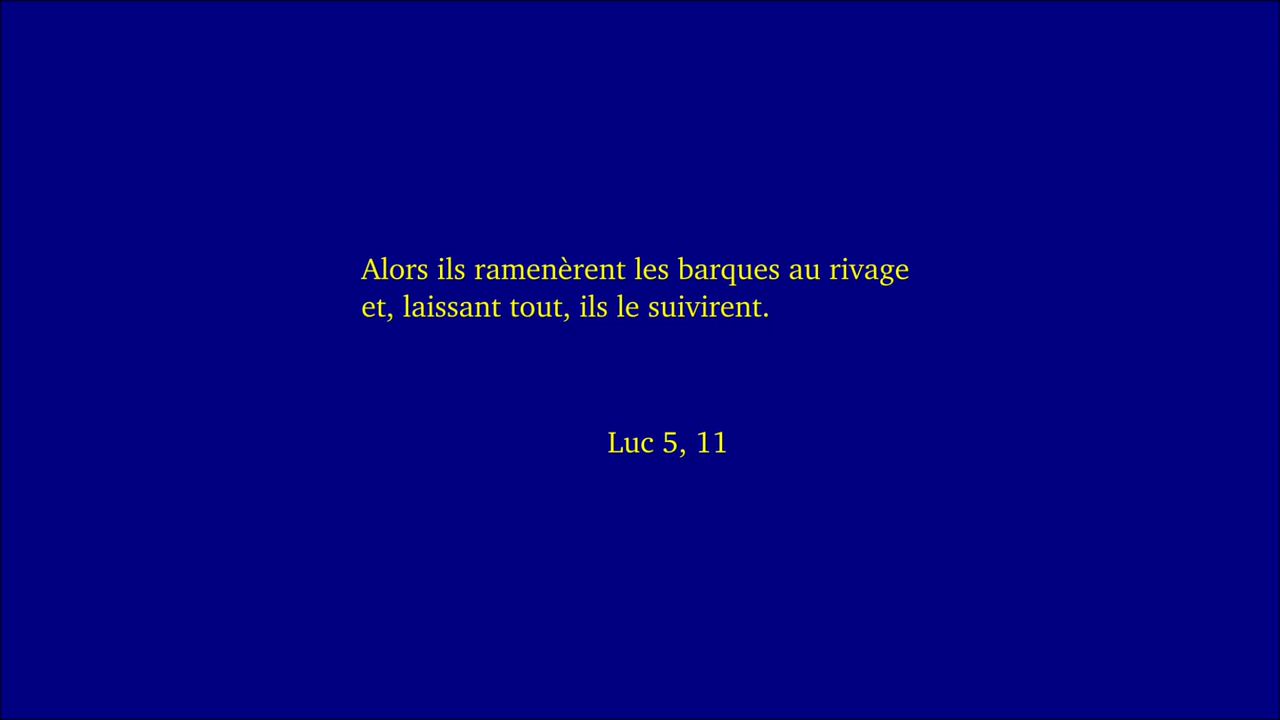 Alors ils ramenèrent les barques au rivage
et, laissant tout, ils le suivirent.
Luc 5, 11